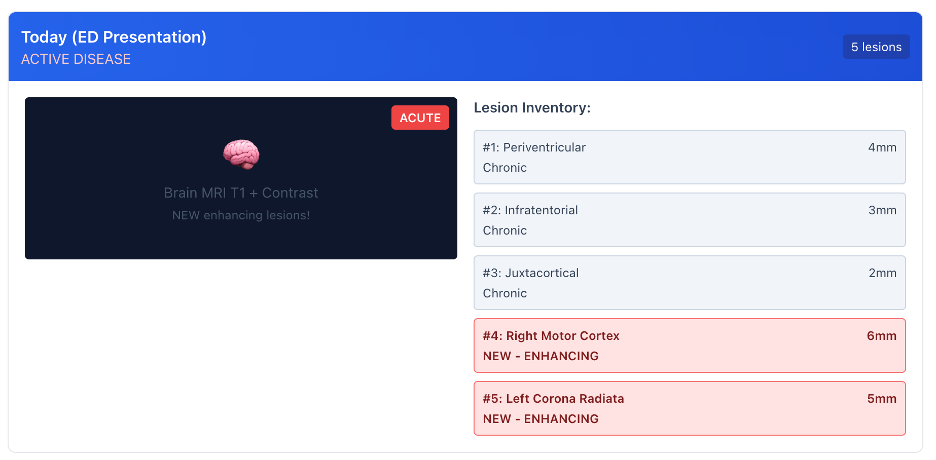 Today (ED Presentation)
ACTIVE DISEASE
5 lesions
ACUTE
Brain MRI T1 + Contrast
NEW enhancing lesions!
Lesion Inventory:
#1: Periventricular 4mm
Chronic
#2: Infratentorial 3mm
Chronic
#3: Juxtacortical 2mm
Chronic
#4: Right Motor Cortex 6mm
NEW - ENHANCING
#5: Left Corona Radiata 5mm
NEW - ENHANCING